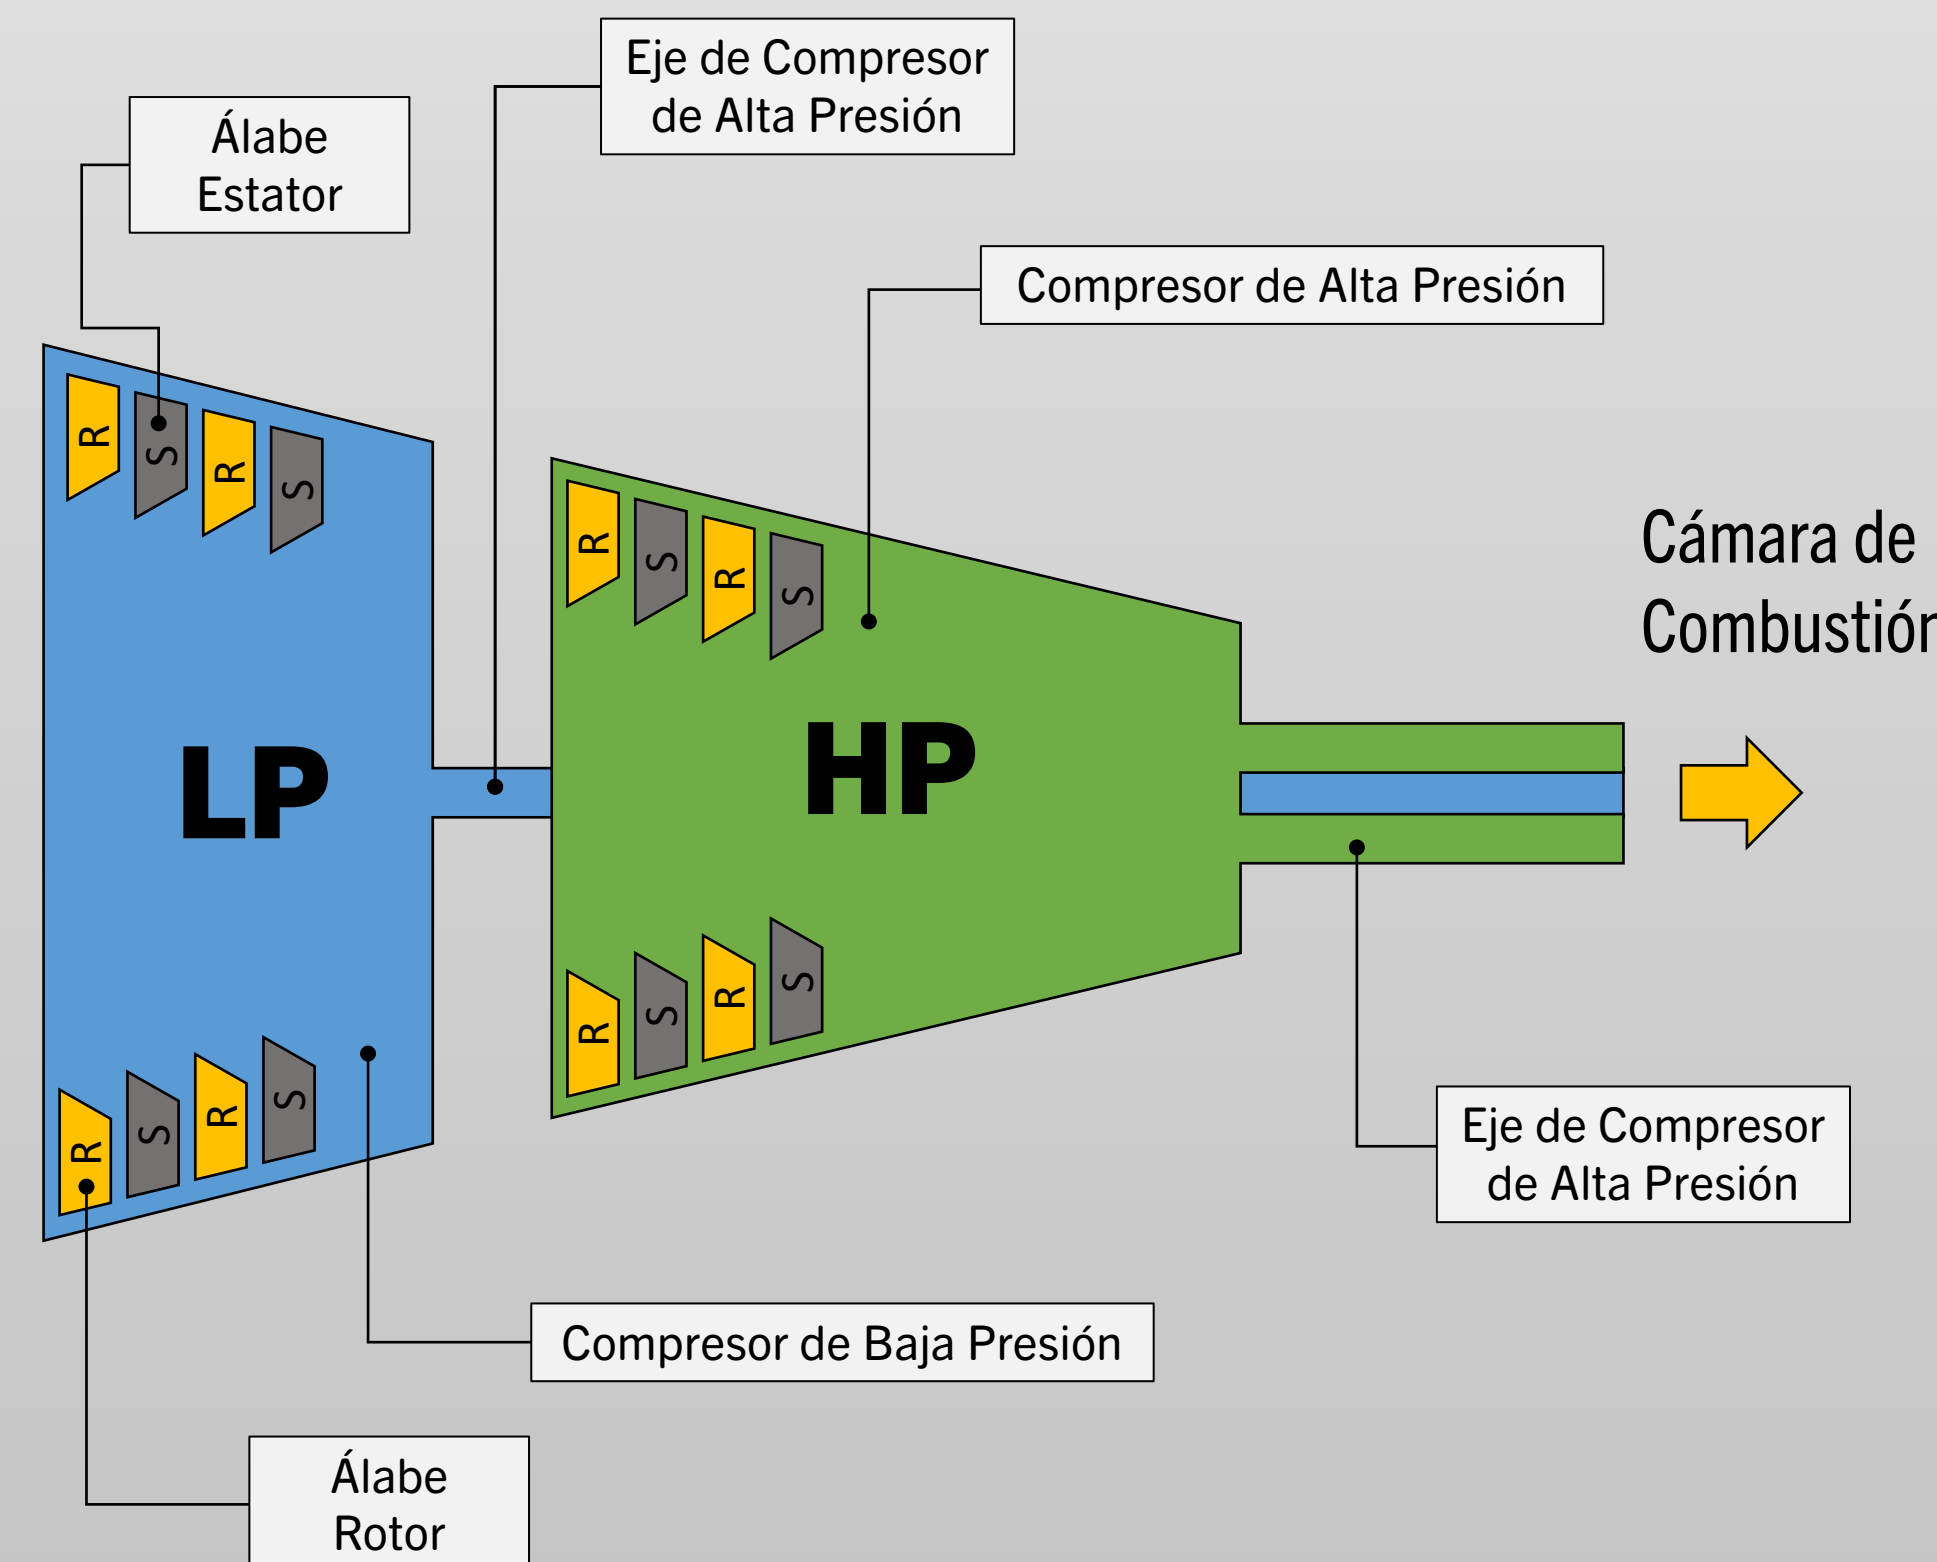 Eje de Compresor
de Alta Presión
Álabe
Estator
Compresor de Alta Presión
R
S
R
S
R
S
R
S
Cámara de
Combustión
LP
HP
R
S
R
S
R
S
R
S
Eje de Compresor
de Alta Presión
Compresor de Baja Presión
Álabe
Rotor